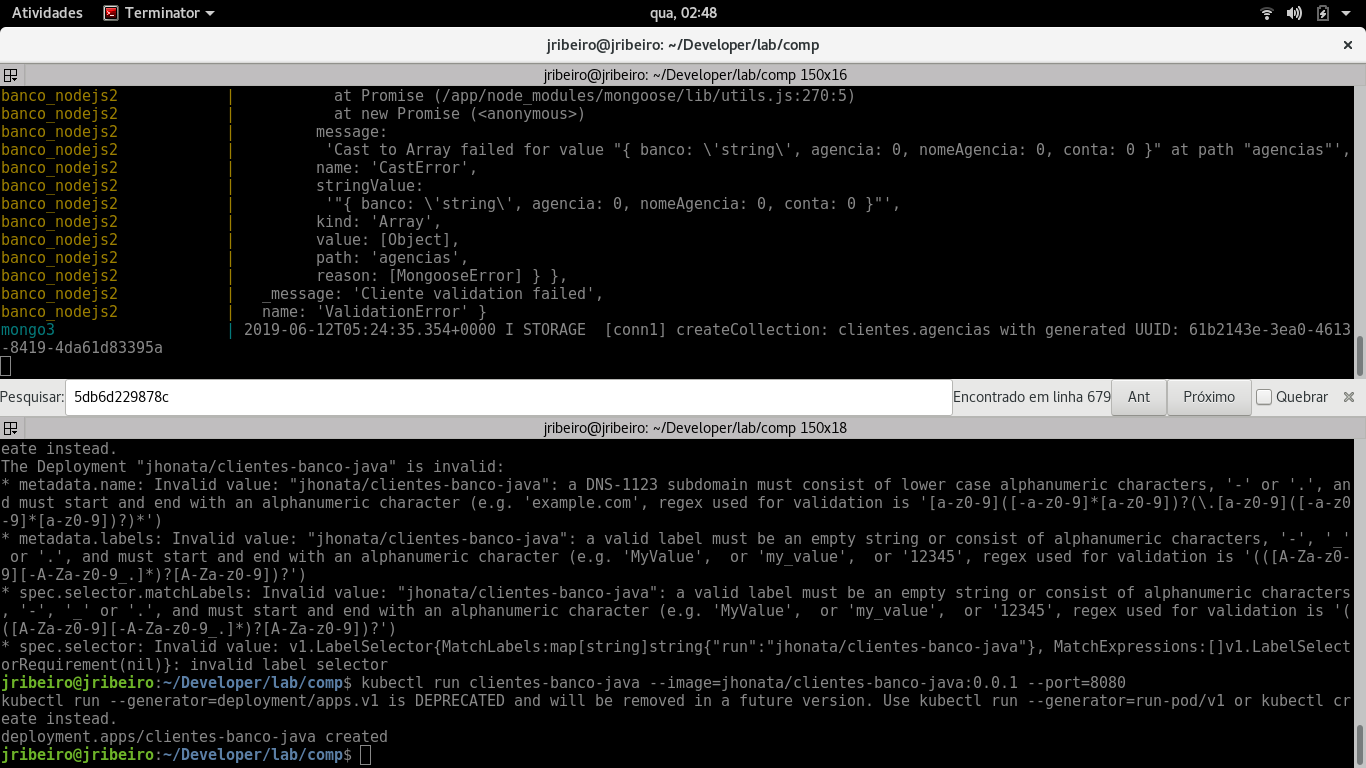 Atividades Terminator qua, 02:48
jribeiro@jribeiro: ~/Developer/lab/comp
jribeiro@jribeiro: ~/Developer/lab/comp 150x16
banco_nodejs2 | at Promise (/app/node_modules/mongoose/lib/utils.js:270:5)
banco_nodejs2 | at new Promise (<anonymous>)
banco_nodejs2 | message:
banco_nodejs2 | 'Cast to Array failed for value "{ banco: \'string\', agencia: 0, nomeAgencia: 0, conta: 0 }" at path "agencias"',
banco_nodejs2 | name: 'CastError',
banco_nodejs2 | stringValue:
banco_nodejs2 | '"{ banco: \'string\', agencia: 0, nomeAgencia: 0, conta: 0 }"',
banco_nodejs2 | kind: 'Array',
banco_nodejs2 | value: [Object],
banco_nodejs2 | path: 'agencias',
banco_nodejs2 | reason: [MongooseError] } },
banco_nodejs2 | _message: 'Cliente validation failed',
banco_nodejs2 | name: 'ValidationError' }
mongo3 | 2019-06-12T05:24:35.354+0000 I STORAGE [conn1] createCollection: clientes.agencias with generated UUID: 61b2143e-3ea0-4613
-8419-4da61d83395a
Pesquisar: 5db6d229878c Encontrado em linha 679 Ant Próximo Quebrar
jribeiro@jribeiro: ~/Developer/lab/comp 150x18
eate instead.
The Deployment "jhonata/clientes-banco-java" is invalid:
* metadata.name: Invalid value: "jhonata/clientes-banco-java": a DNS-1123 subdomain must consist of lower case alphanumeric characters, '-' or '.', an
d must start and end with an alphanumeric character (e.g. 'example.com', regex used for validation is '[a-z0-9]([-a-z0-9]*[a-z0-9])?(\.[a-z0-9]([-a-z0
-9]*[a-z0-9])?)*')
* metadata.labels: Invalid value: "jhonata/clientes-banco-java": a valid label must be an empty string or consist of alphanumeric characters, '-', '_'
or '.', and must start and end with an alphanumeric character (e.g. 'MyValue', or 'my_value', or '12345', regex used for validation is '(([A-Za-z0-
9][-A-Za-z0-9_.]*)?[A-Za-z0-9])?')
* spec.selector.matchLabels: Invalid value: "jhonata/clientes-banco-java": a valid label must be an empty string or consist of alphanumeric characters
, '-', '_' or '.', and must start and end with an alphanumeric character (e.g. 'MyValue', or 'my_value', or '12345', regex used for validation is '(
([A-Za-z0-9][-A-Za-z0-9_.]*)?[A-Za-z0-9])?')
* spec.selector: Invalid value: v1.LabelSelector{MatchLabels:map[string]string{"run":"jhonata/clientes-banco-java"}, MatchExpressions:[]v1.LabelSelect
orRequirement(nil)}: invalid label selector
jribeiro@jribeiro:~/Developer/lab/comp$ kubectl run clientes-banco-java --image=jhonata/clientes-banco-java:0.0.1 --port=8080
kubectl run --generator=deployment/apps.v1 is DEPRECATED and will be removed in a future version. Use kubectl run --generator=run-pod/v1 or kubectl cr
eate instead.
deployment.apps/clientes-banco-java created
jribeiro@jribeiro:~/Developer/lab/comp$